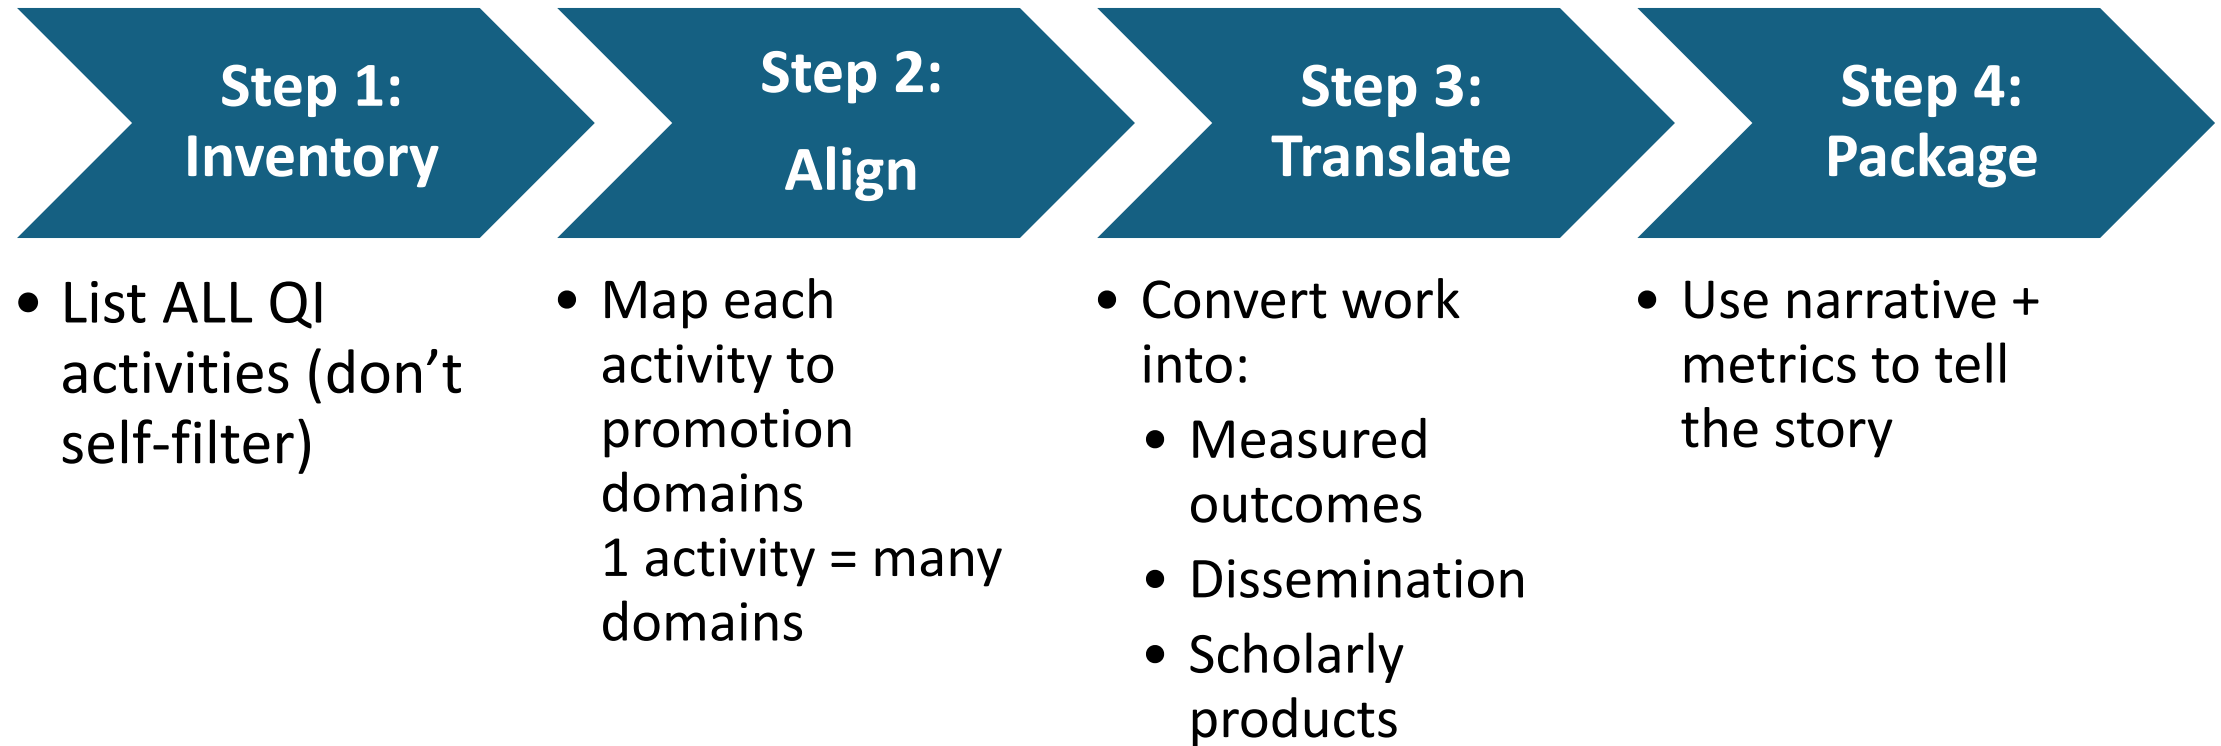 Step 1:
Inventory
• List ALL QI
activities (don’t
self-filter)
Step 2:
Align
• Map each
activity to
promotion
domains
1 activity = many
domains
Step 3:
Translate
• Convert work
into:
• Measured
outcomes
• Dissemination
• Scholarly
products
Step 4:
Package
• Use narrative +
metrics to tell
the story